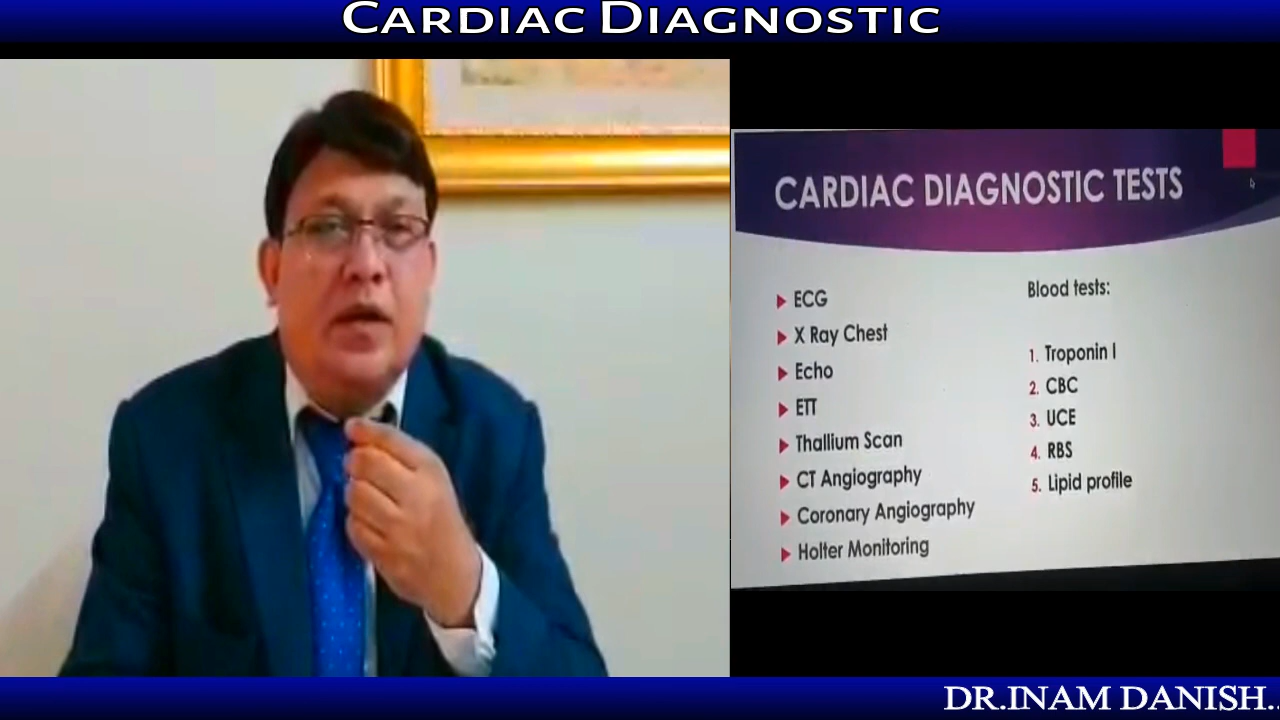 CARDIAC DIAGNOSTIC
CARDIAC DIAGNOSTIC TESTS
ECG
X Ray Chest
Echo
ETT
Thallium Scan
CT Angiography
Coronary Angiography
Holter Monitoring
Blood tests:
1. Troponin I
2. CBC
3. UCE
4. RBS
5. Lipid profile
DR.INAM DANISH..